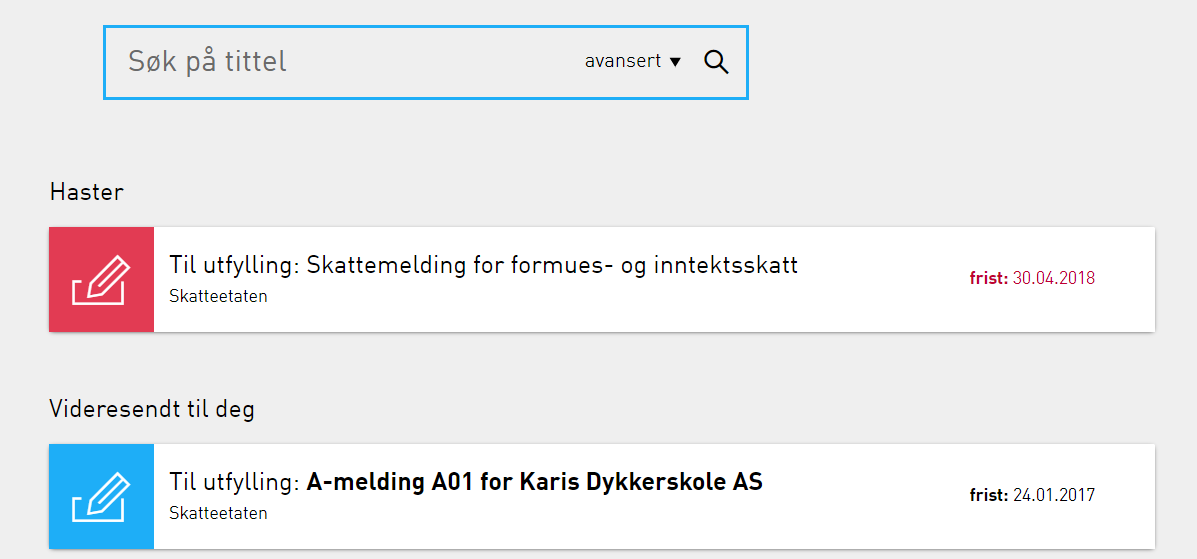 Søk på tittel avansert ▼
Haster
Til utfylling: Skattemelding for formues- og inntektsskatt
Skatteetaten
frist: 30.04.2018
Videresendt til deg
Til utfylling: A-melding A01 for Karis Dykkerskole AS
Skatteetaten
frist: 24.01.2017